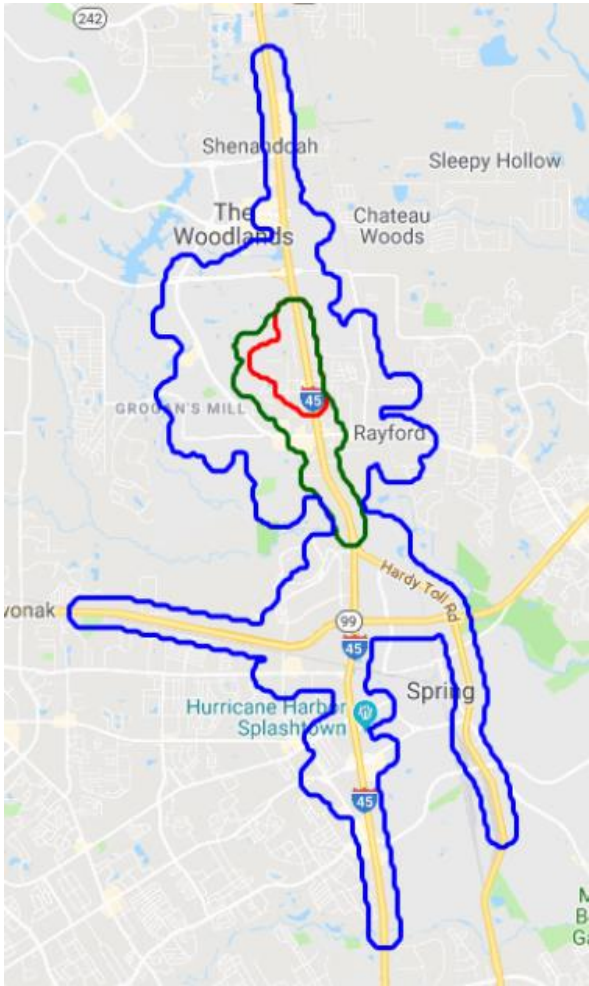 242
Shenandoah
Sleepy Hollow
The
Woodlands
Chateau
Woods
45
GROGAN'S MILL
Rayford
Hardy Toll Rd
vonak
99
45
Spring
Hurricane Harbor
Splashtown
45
M
B
Ga